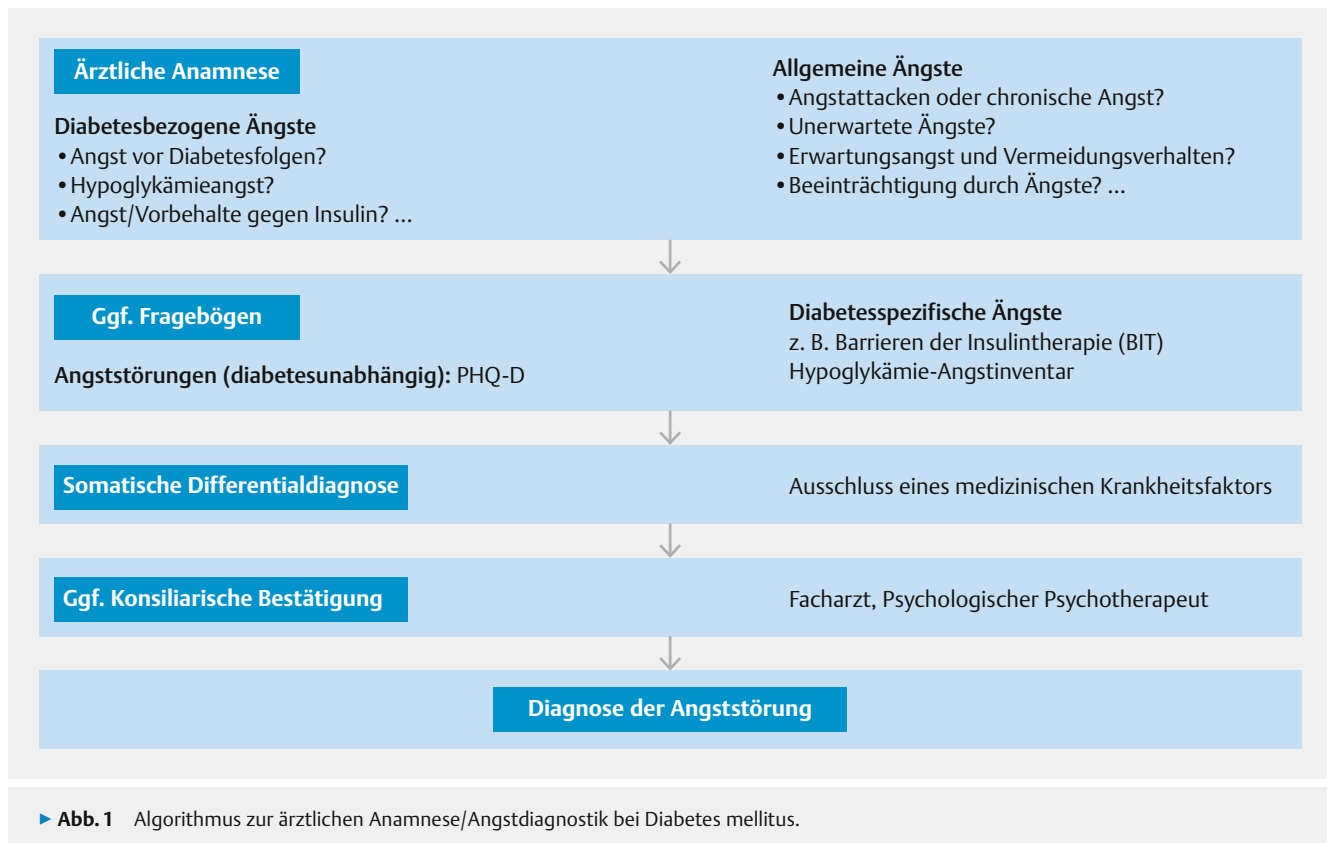 Ärztliche Anamnese
Diabetesbezogene Ängste
• Angst vor Diabetesfolgen?
• Hypoglykämieangst?
• Angst/Vorbehalte gegen Insulin? ...
Allgemeine Ängste
• Angstattacken oder chronische Angst?
• Unerwartete Ängste?
• Erwartungsangst und Vermeidungsverhalten?
• Beeinträchtigung durch Ängste? ...
Ggf. Fragebögen
Angststörungen (diabetesunabhängig): PHQ-D
Diabetesspezifische Ängste
z. B. Barrieren der Insulintherapie (BIT)
Hypoglykämie-Angstinventar
Somatische Differentialdiagnose
Ausschluss eines medizinischen Krankheitsfaktors
Ggf. Konsiliarische Bestätigung
Facharzt, Psychologischer Psychotherapeut
Diagnose der Angststörung
▶ Abb. 1 Algorithmus zur ärztlichen Anamnese/Angstdiagnostik bei Diabetes mellitus.